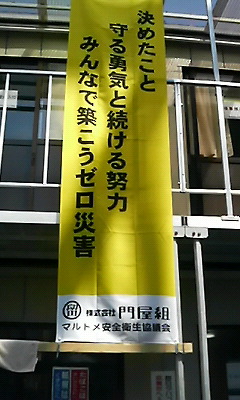 決めたこと
守る勇気と続ける努力
みんなで築こうゼロ災害
株式会社 門屋組
マルトメ安全衛生協議会